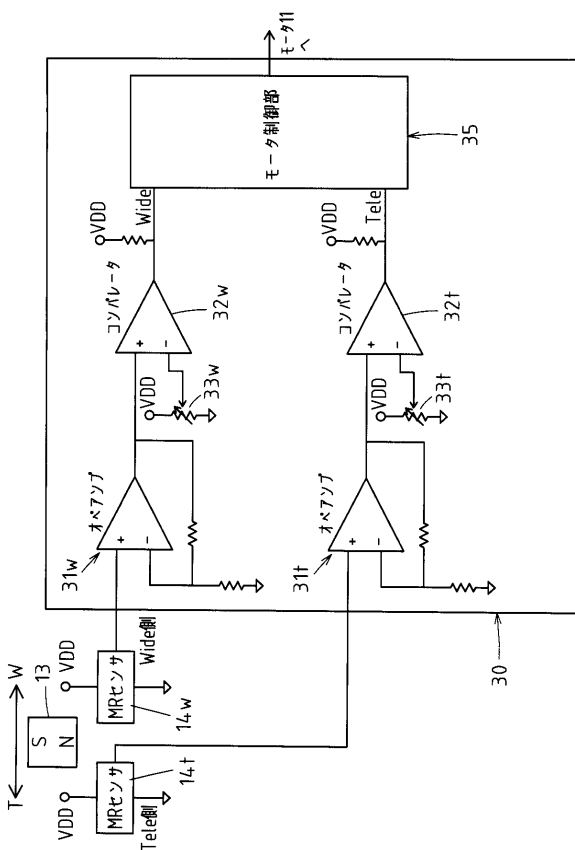 T
W
S
N
13
VDD
MRセンサ
Tele側
14t
VDD
MRセンサ
Wide側
14w
30
31w
オペアンプ
+
−
VDD
33w
コンパレータ
+
−
32w
VDD
Wide
31t
オペアンプ
+
−
VDD
33t
コンパレータ
+
−
32t
VDD
Tele
モータ制御部
35
モータ11
へ